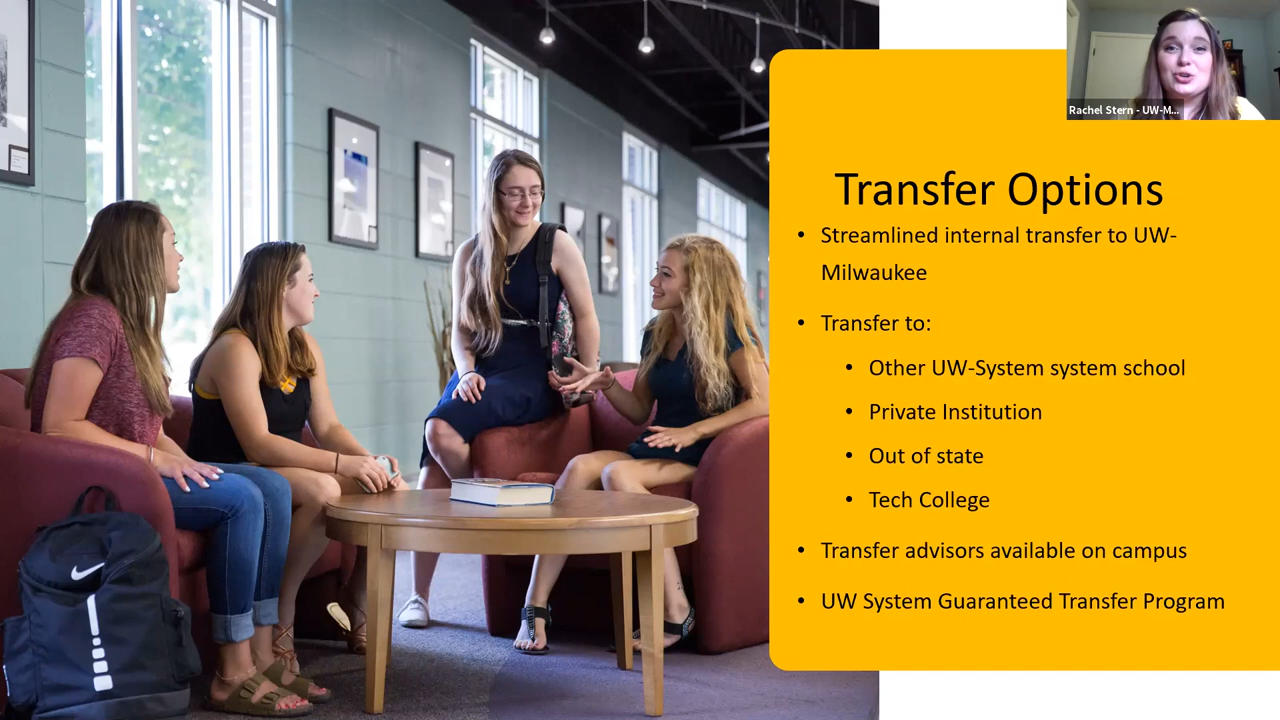 Rachel Stern - UW-M...
Transfer Options
• Streamlined internal transfer to UW-
Milwaukee
• Transfer to:
• Other UW-System system school
• Private Institution
• Out of state
• Tech College
• Transfer advisors available on campus
• UW System Guaranteed Transfer Program